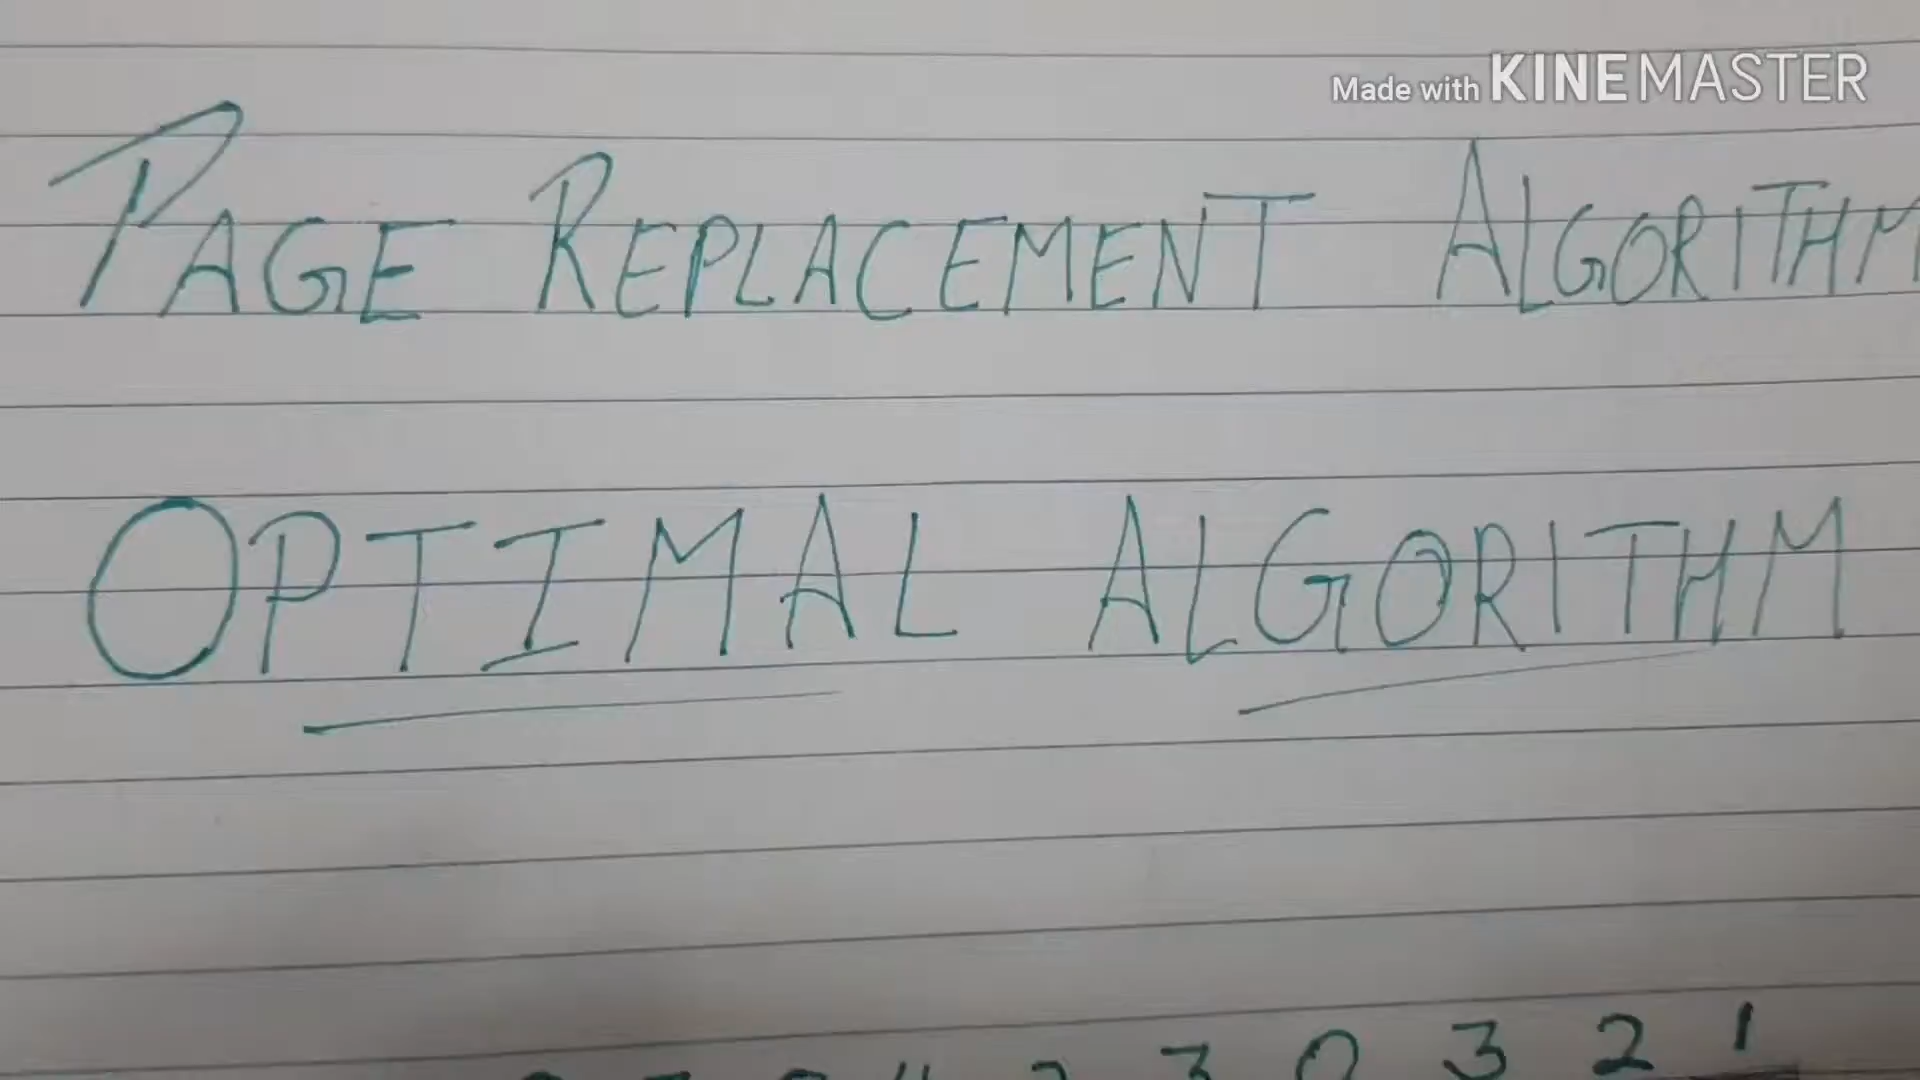 Made with KINEMASTER
PAGE REPLACEMENT ALGORITHM
OPTIMAL ALGORITHM
3 0 3 2 1